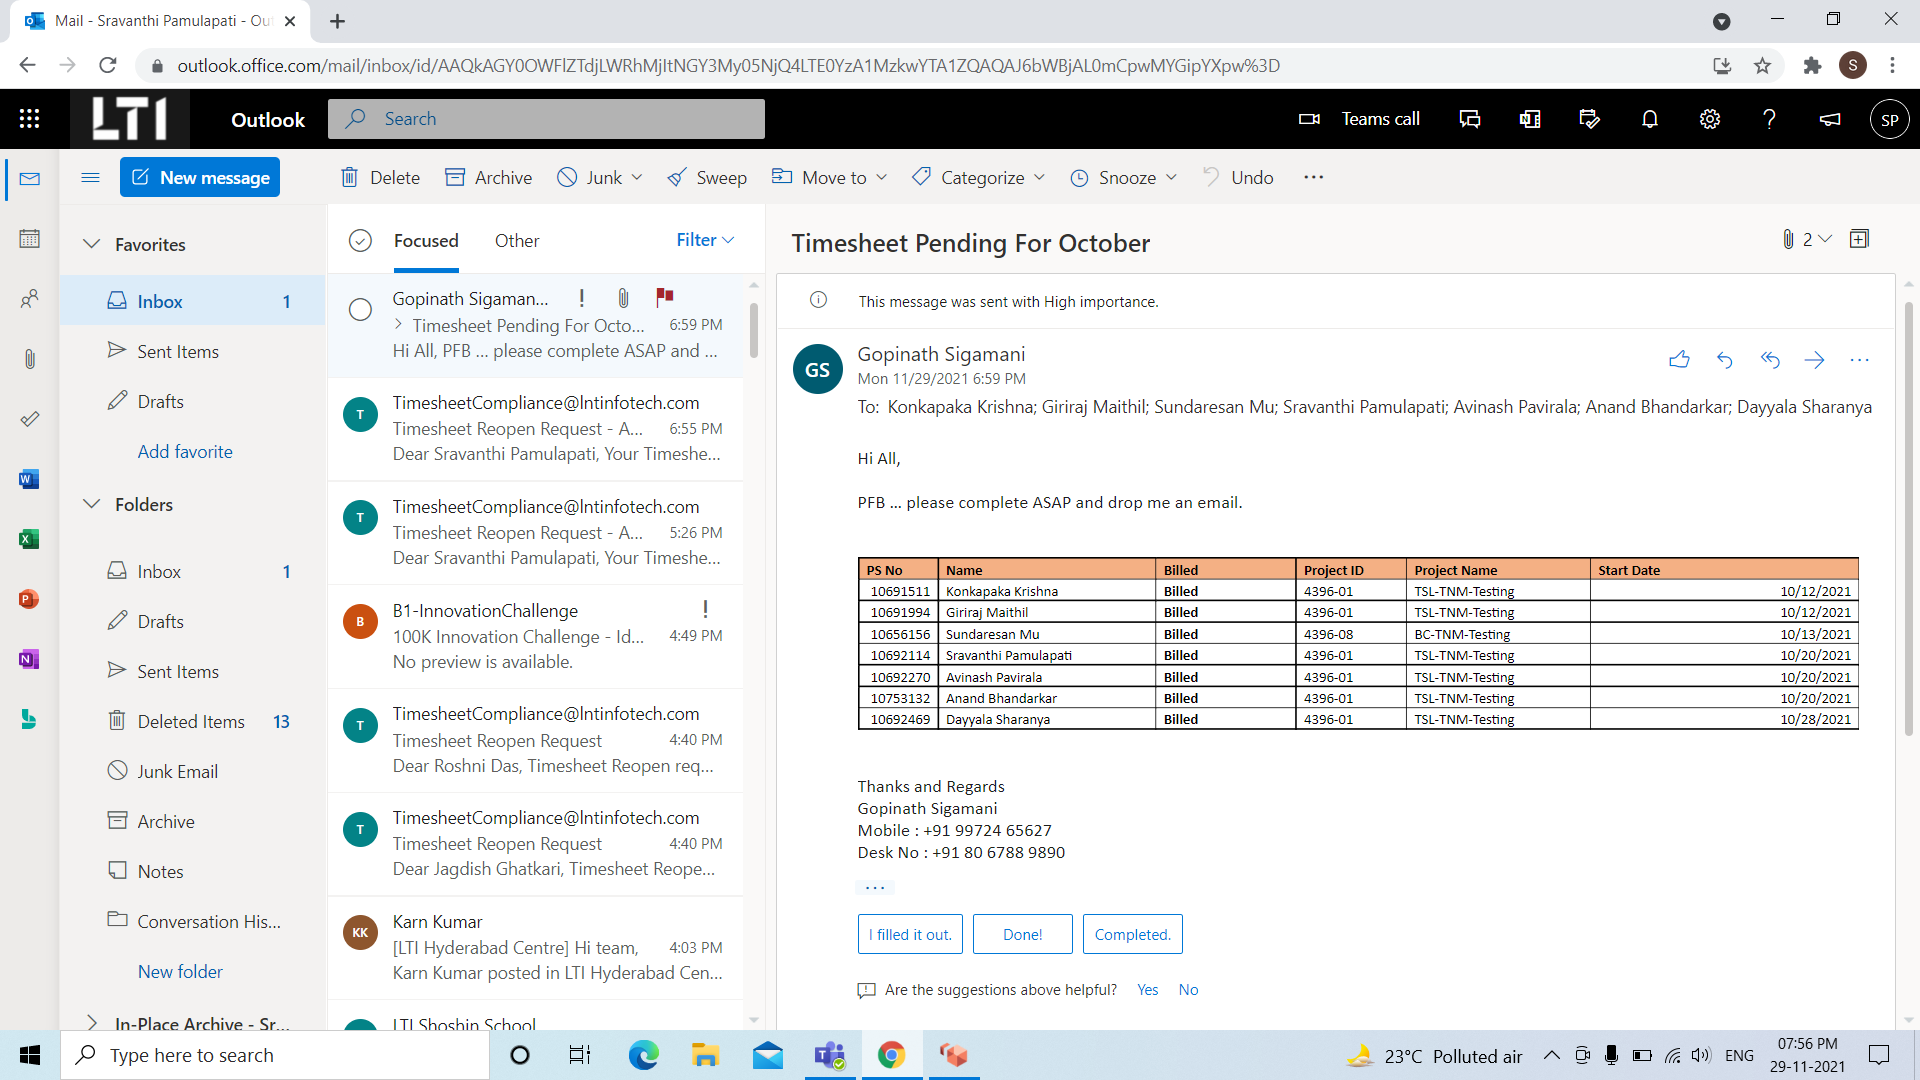 Mail - Sravanthi Pamulapati - Out
outlook.office.com/mail/inbox/id/AAQkAGY0OWFlZTdjLWRhMjItNGY3My05NjQ4LTE0YzA1MzkwYTA1ZQAQAJ6bWBjAL0mCpwMYGipYXpw%3D
S
LTI
Outlook
Search
Teams call
SP
New message
Delete
Archive
Junk
Sweep
Move to
Categorize
Snooze
Undo
Favorites
Inbox 1
Sent Items
Drafts
Add favorite
Folders
Inbox 1
Drafts
Sent Items
Deleted Items 13
Junk Email
Archive
Notes
Conversation His...
New folder
In-Place Archive - Sr...
Focused
Other
Filter
Gopinath Sigaman...
Timesheet Pending For Octo... 6:59 PM
Hi All, PFB ... please complete ASAP and ...
T
TimesheetCompliance@lntinfotech.com
Timesheet Reopen Request - A... 6:55 PM
Dear Sravanthi Pamulapati, Your Timeshe...
T
TimesheetCompliance@lntinfotech.com
Timesheet Reopen Request - A... 5:26 PM
Dear Sravanthi Pamulapati, Your Timeshe...
B
B1-InnovationChallenge
100K Innovation Challenge - Id... 4:49 PM
No preview is available.
T
TimesheetCompliance@lntinfotech.com
Timesheet Reopen Request 4:40 PM
Dear Roshni Das, Timesheet Reopen req...
T
TimesheetCompliance@lntinfotech.com
Timesheet Reopen Request 4:40 PM
Dear Jagdish Ghatkari, Timesheet Reope...
KK
Karn Kumar
[LTI Hyderabad Centre] Hi team, 4:03 PM
Karn Kumar posted in LTI Hyderabad Cen...
LTI Shoshin School
Timesheet Pending For October
2
This message was sent with High importance.
GS
Gopinath Sigamani
Mon 11/29/2021 6:59 PM
To: Konkapaka Krishna; Giriraj Maithil; Sundaresan Mu; Sravanthi Pamulapati; Avinash Pavirala; Anand Bhandarkar; Dayyala Sharanya
Hi All,
PFB ... please complete ASAP and drop me an email.
PS No Name Billed Project ID Project Name Start Date
10691511 Konkapaka Krishna Billed 4396-01 TSL-TNM-Testing 10/12/2021
10691994 Giriraj Maithil Billed 4396-01 TSL-TNM-Testing 10/12/2021
10656156 Sundaresan Mu Billed 4396-08 BC-TNM-Testing 10/13/2021
10692114 Sravanthi Pamulapati Billed 4396-01 TSL-TNM-Testing 10/20/2021
10692270 Avinash Pavirala Billed 4396-01 TSL-TNM-Testing 10/20/2021
10753132 Anand Bhandarkar Billed 4396-01 TSL-TNM-Testing 10/20/2021
10692469 Dayyala Sharanya Billed 4396-01 TSL-TNM-Testing 10/28/2021
Thanks and Regards
Gopinath Sigamani
Mobile : +91 99724 65627
Desk No : +91 80 6788 9890
...
I filled it out.
Done!
Completed.
Are the suggestions above helpful? Yes No
Type here to search
23°C Polluted air
ENG
07:56 PM
29-11-2021